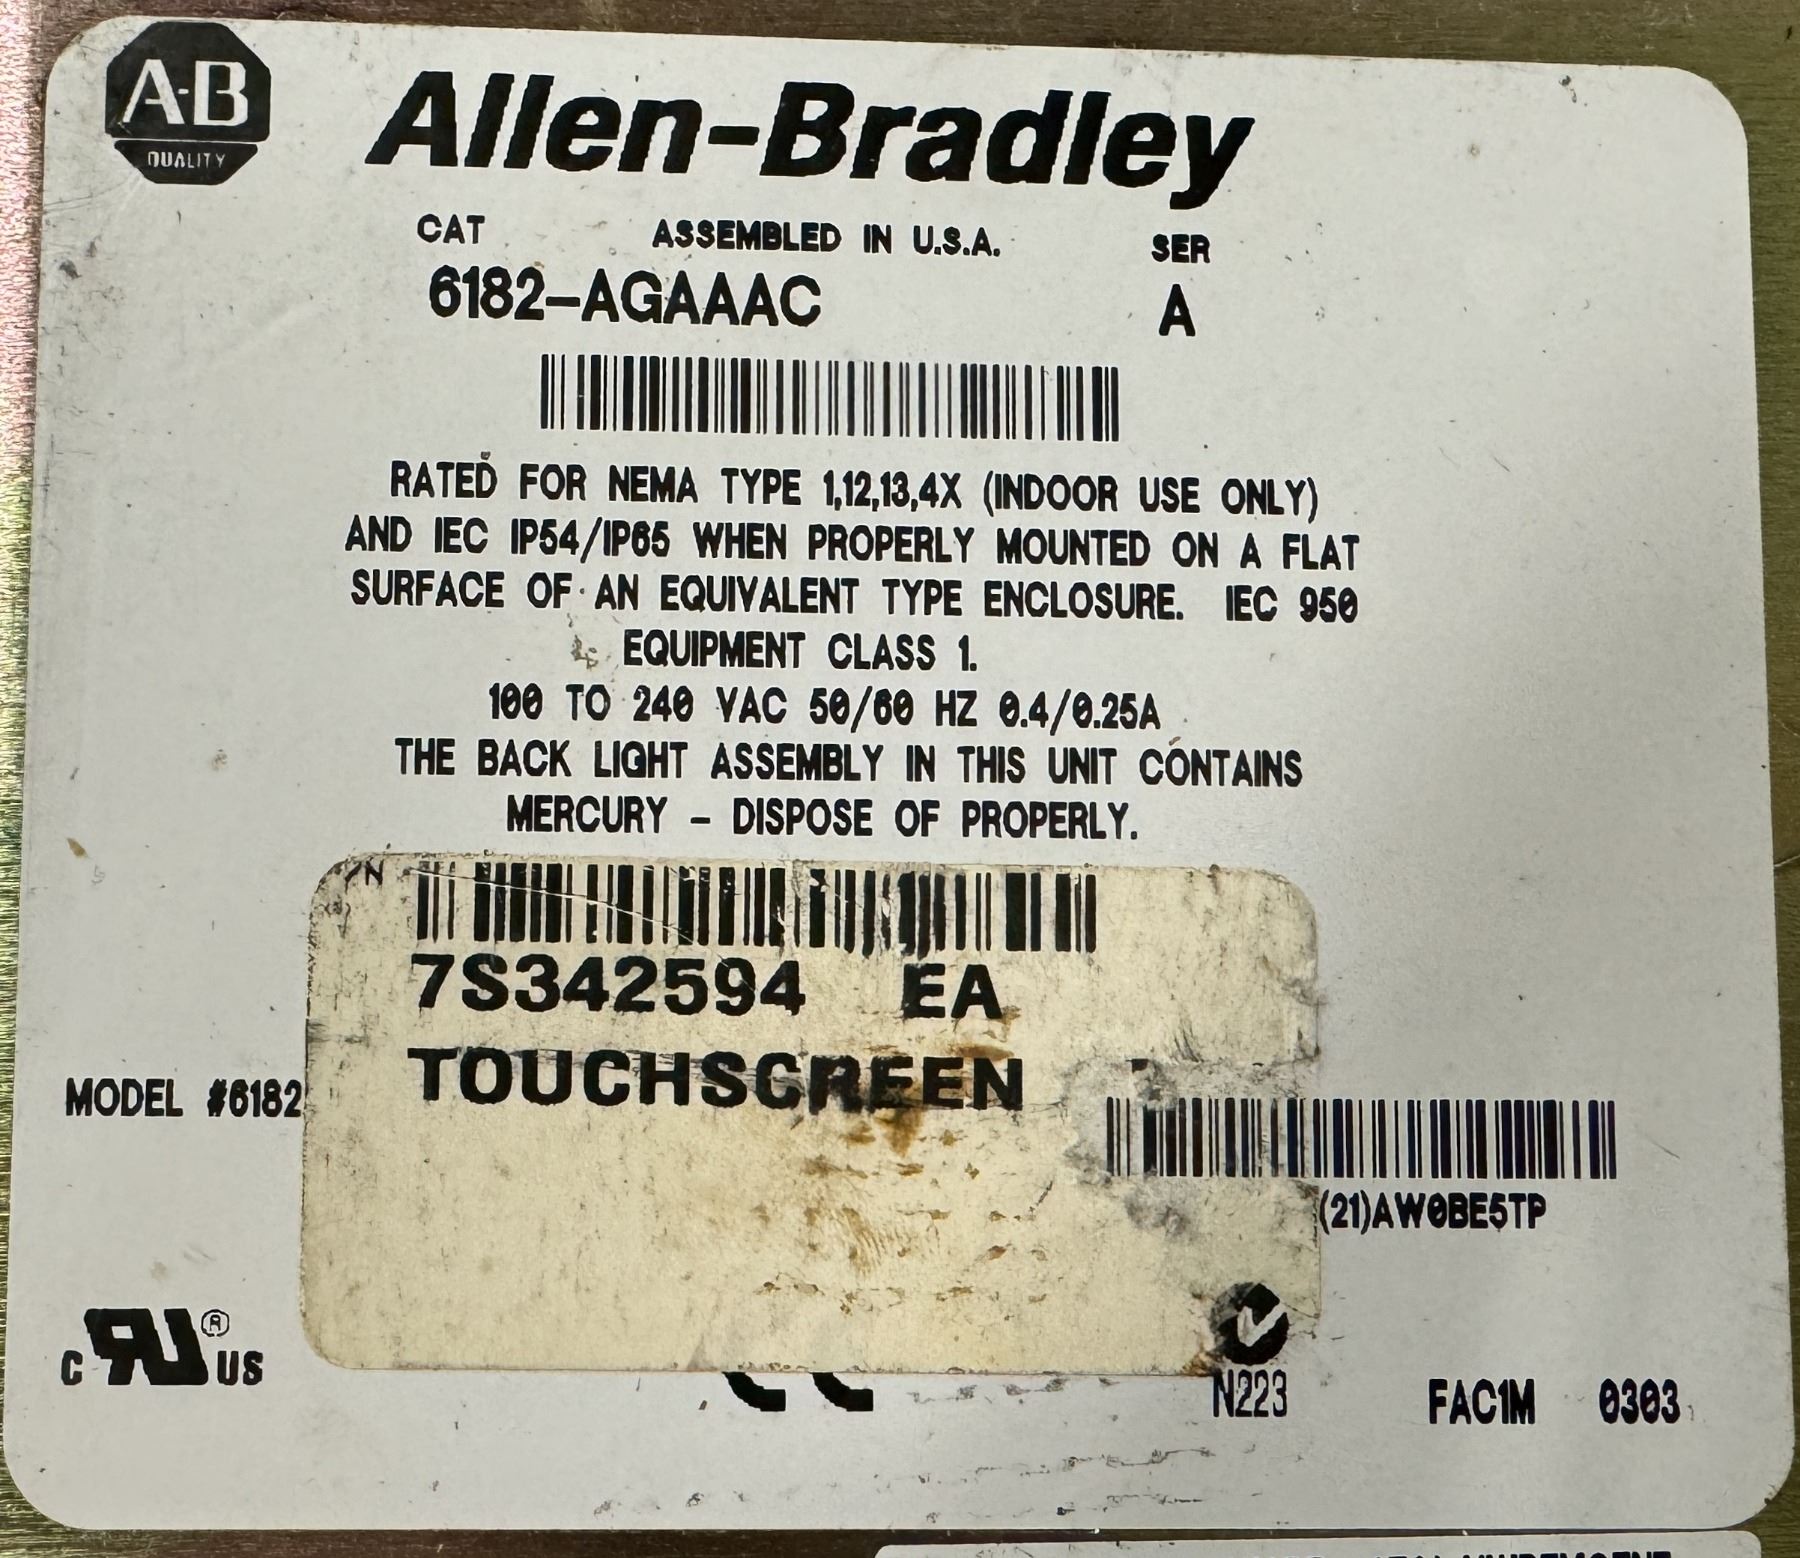 A-B
QUALITY
Allen-Bradley
CAT ASSEMBLED IN U.S.A. SER
6182-AGAAAC A
RATED FOR NEMA TYPE 1,12,13,4X (INDOOR USE ONLY)
AND IEC IP54/IP65 WHEN PROPERLY MOUNTED ON A FLAT
SURFACE OF AN EQUIVALENT TYPE ENCLOSURE. IEC 950
EQUIPMENT CLASS 1.
100 TO 240 VAC 50/60 HZ 0.4/0.25A
THE BACK LIGHT ASSEMBLY IN THIS UNIT CONTAINS
MERCURY - DISPOSE OF PROPERLY.
7S342594 EA
TOUCHSCREEN
MODEL #6182
(21)AW0BE5TP
C RU® US
N223
FAC1M 0303